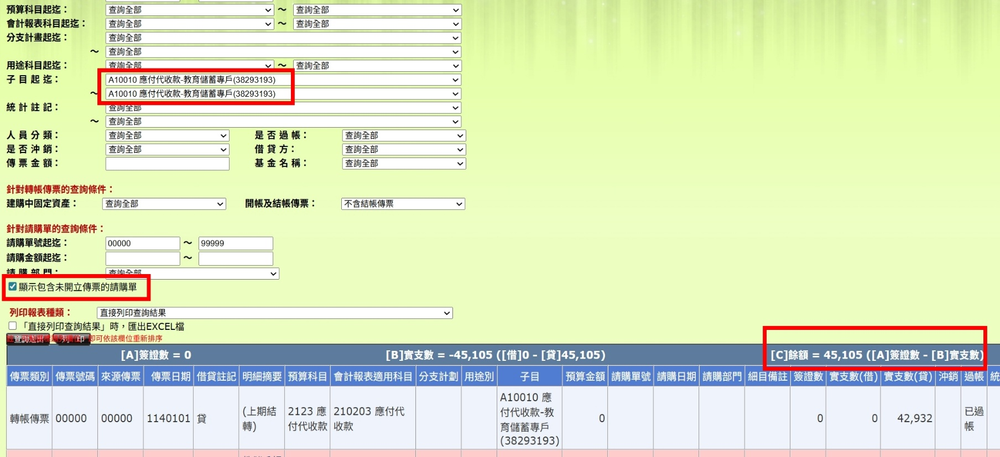 預算科目起迄： 查詢全部 ～ 查詢全部
會計報表科目起迄： 查詢全部 ～ 查詢全部
分支計畫起迄： 查詢全部
～ 查詢全部
用途科目起迄： 查詢全部 ～ 查詢全部
子 目 起 迄： A10010 應付代收款-教育儲蓄專戶(38293193)
～ A10010 應付代收款-教育儲蓄專戶(38293193)
統 計 註 記： 查詢全部
～ 查詢全部
人 員 分 類： 查詢全部 是 否 過 帳： 查詢全部
是 否 沖 銷： 查詢全部 借 貸 方： 查詢全部
傳 票 金 額： 基 金 名 稱： 查詢全部
針對轉帳傳票的查詢條件：
建購中固定資產： 查詢全部 開帳及結帳傳票： 不含結帳傳票
針對請購單的查詢條件：
請購單號起迄： 00000 ～ 99999
請購金額起迄： ～
請 購 部 門： 查詢全部
顯示包含未開立傳票的請購單
列印報表種類： 直接列印查詢結果
「直接列印查詢結果」時，匯出EXCEL檔
列 印 即可依該欄位重新排序
[A]簽證數 = 0 [B]實支數 = -45,105 ([借]0 - [貸]45,105) [C]餘額 = 45,105 ([A]簽證數 - [B]實支數)
傳票類別 傳票號碼 來源傳票 傳票日期 借貸註記 明細摘要 預算科目 會計報表適用科目 分支計劃 用途別 子目 預算金額 請購單號 請購日期 請購部門 細目備註 簽證數 實支數(借) 實支數(貸) 沖銷 過帳 統
轉帳傳票 00000 00000 1140101 貸 (上期結轉) 2123 應付代收款 210203 應付代收款 A10010 應付代收款-教育儲蓄專戶(38293193) 0 0 0 42,932 已過帳